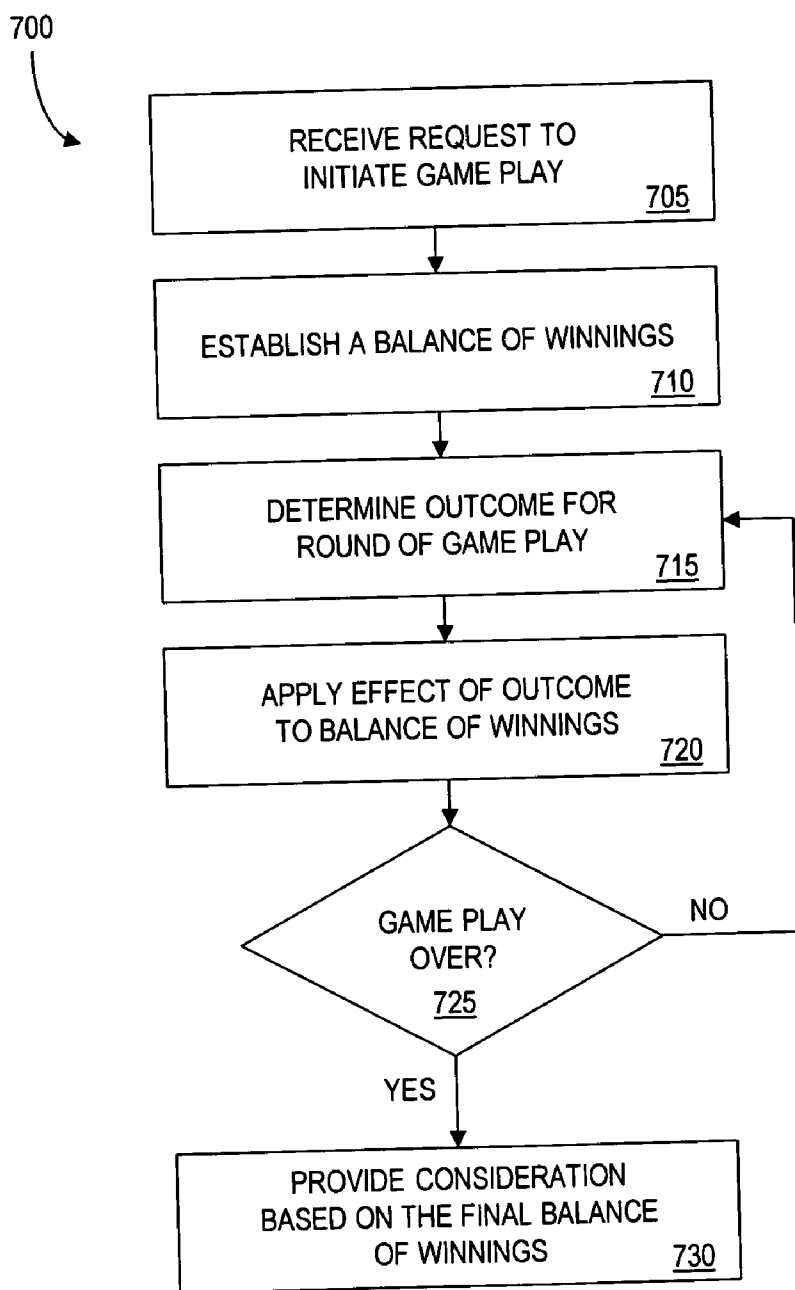 700
RECEIVE REQUEST TO
INITIATE GAME PLAY
705
ESTABLISH A BALANCE OF WINNINGS
710
DETERMINE OUTCOME FOR
ROUND OF GAME PLAY
715
APPLY EFFECT OF OUTCOME
TO BALANCE OF WINNINGS
720
GAME PLAY
OVER?
725
NO
YES
PROVIDE CONSIDERATION
BASED ON THE FINAL BALANCE
OF WINNINGS
730